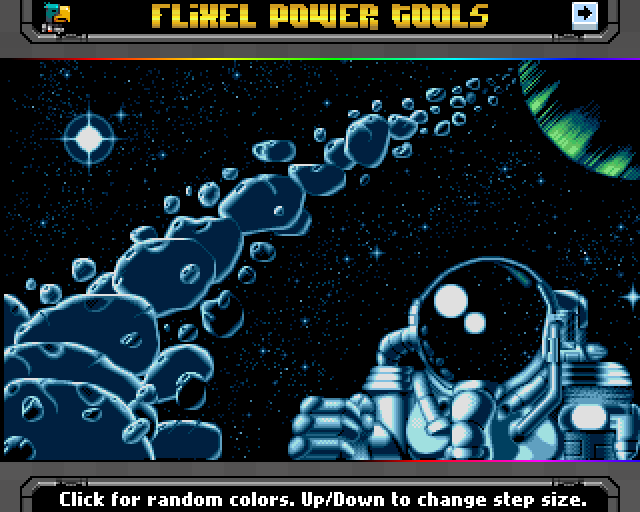 FLIXEL POWER TOOLS
Click for random colors. Up/Down to change step size.